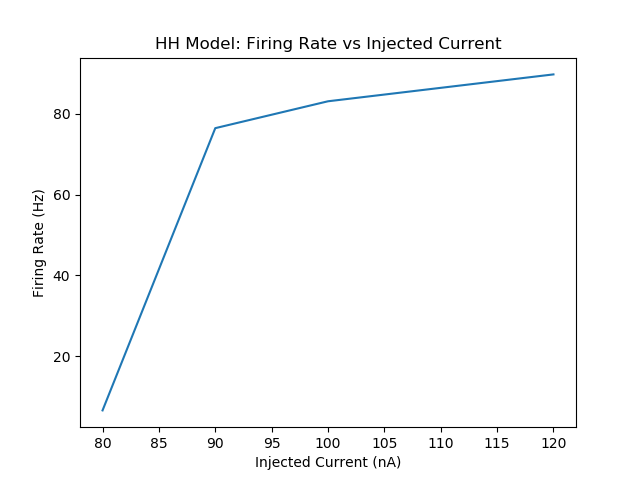 HH Model: Firing Rate vs Injected Current
80
60
40
20
Firing Rate (Hz)
80 85 90 95 100 105 110 115 120
Injected Current (nA)